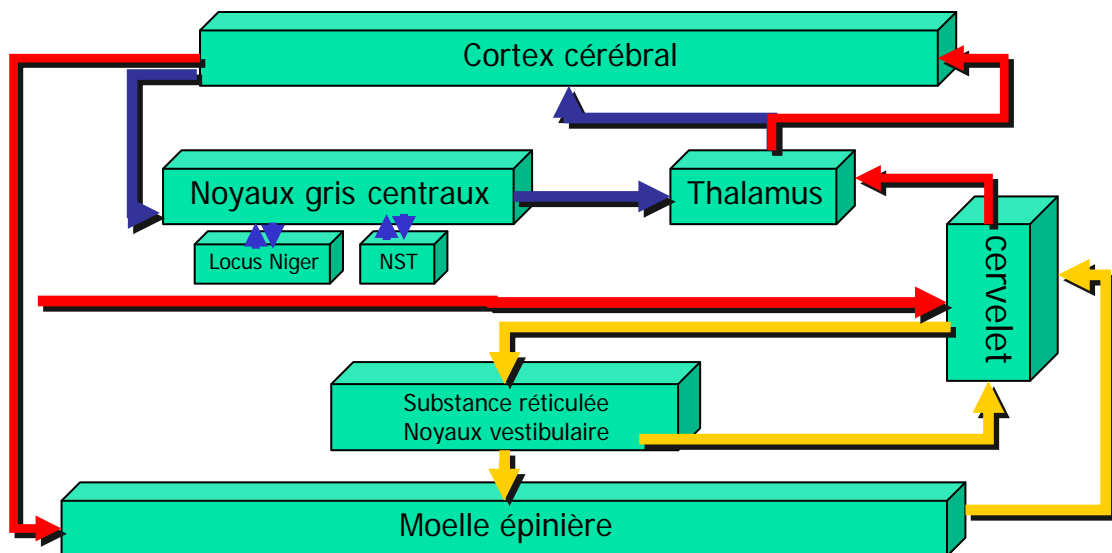 Cortex cérébral
Noyaux gris centraux
Thalamus
Locus Niger
NST
cervelet
Substance réticulée
Noyaux vestibulaire
Moelle épinière